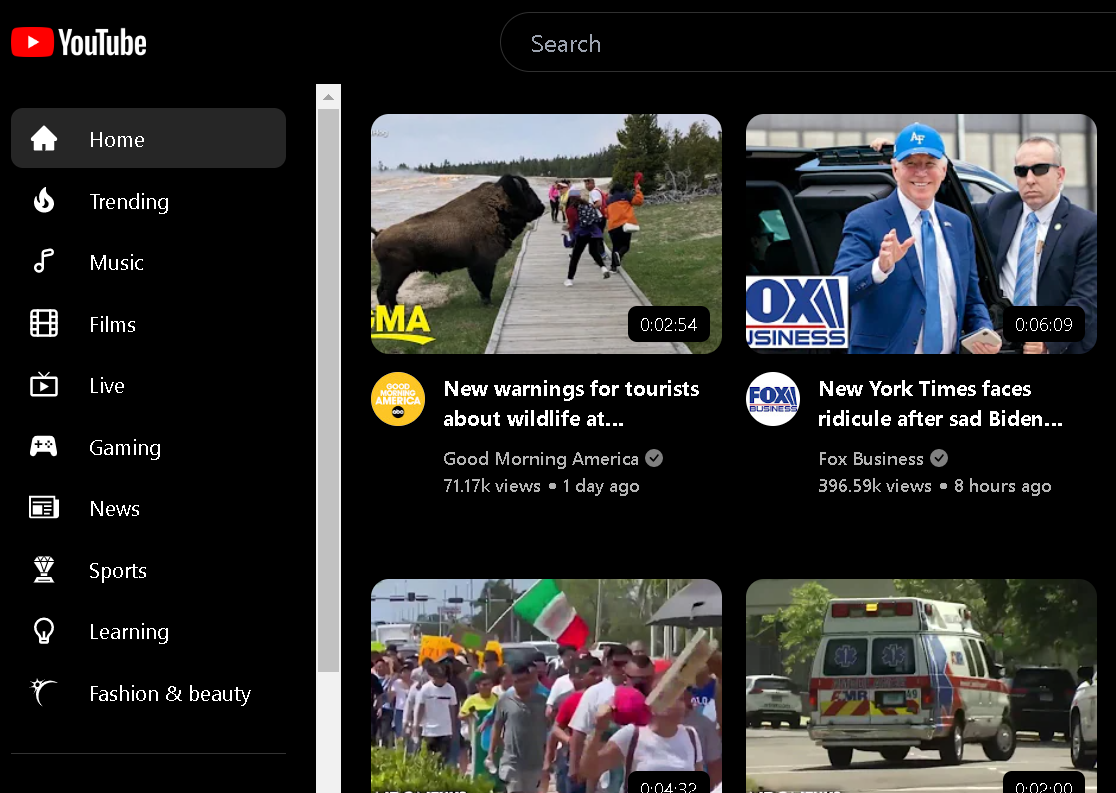 YouTube
Search
Home
Trending
Music
Films
Live
Gaming
News
Sports
Learning
Fashion & beauty
GMA
0:02:54
GOOD
MORNING
AMERICA
abc
New warnings for tourists
about wildlife at...
Good Morning America
71.17k views • 1 day ago
AF
FOX
BUSINESS
0:06:09
FOX
BUSINESS
New York Times faces
ridicule after sad Biden...
Fox Business
396.59k views • 8 hours ago
0:04:32
0:02:00